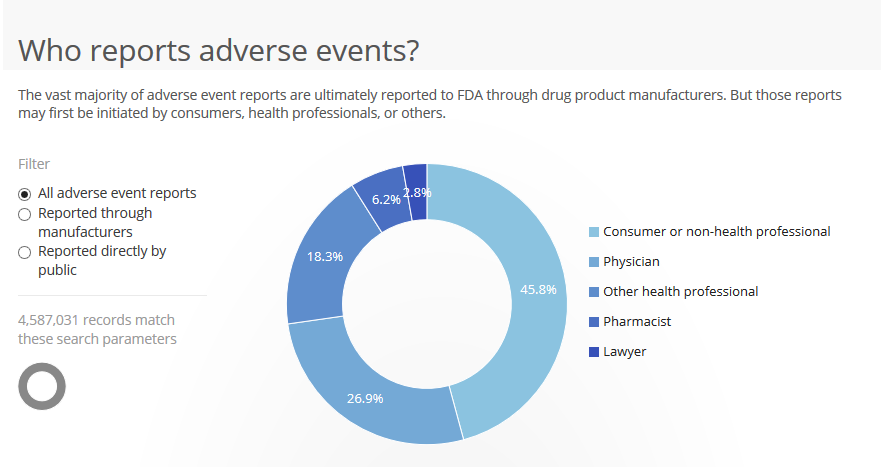 Who reports adverse events?
The vast majority of adverse event reports are ultimately reported to FDA through drug product manufacturers. But those reports
may first be initiated by consumers, health professionals, or others.
Filter
All adverse event reports
Reported through
manufacturers
Reported directly by
public
4,587,031 records match
these search parameters
2.8%
6.2%
18.3%
45.8%
26.9%
Consumer or non-health professional
Physician
Other health professional
Pharmacist
Lawyer